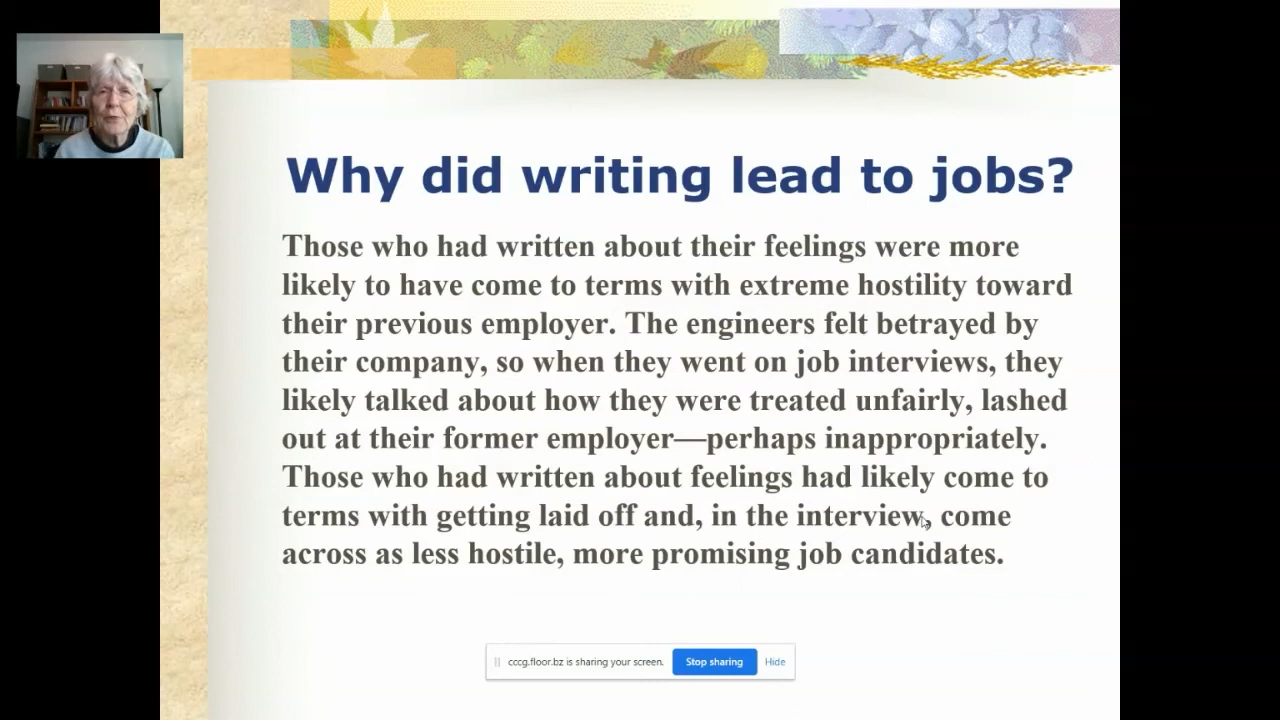 Why did writing lead to jobs?
Those who had written about their feelings were more
likely to have come to terms with extreme hostility toward
their previous employer. The engineers felt betrayed by
their company, so when they went on job interviews, they
likely talked about how they were treated unfairly, lashed
out at their former employer—perhaps inappropriately.
Those who had written about feelings had likely come to
terms with getting laid off and, in the interview, come
across as less hostile, more promising job candidates.
cccg.floor.bz is sharing your screen. Stop sharing Hide